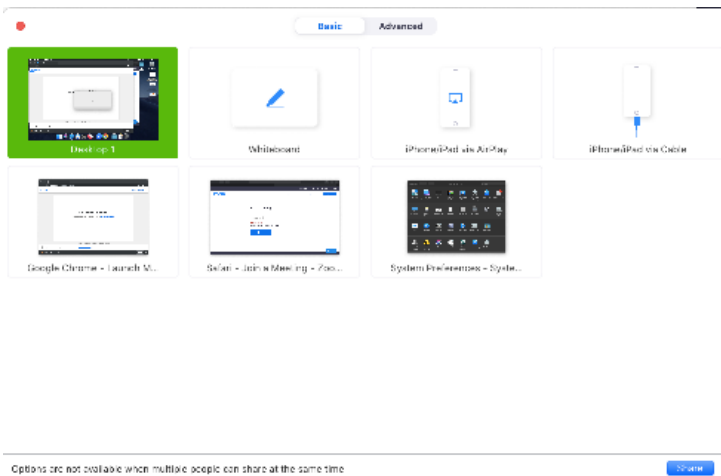 Basic Advanced
Desktop 1
Whiteboard
iPhone/iPad via AirPlay
iPhone/iPad via Cable
Google Chrome - Launch M...
Safari - Join a Meeting - Zoo...
System Preferences - Syste...
Options are not available when multiple people can share at the same time
Share